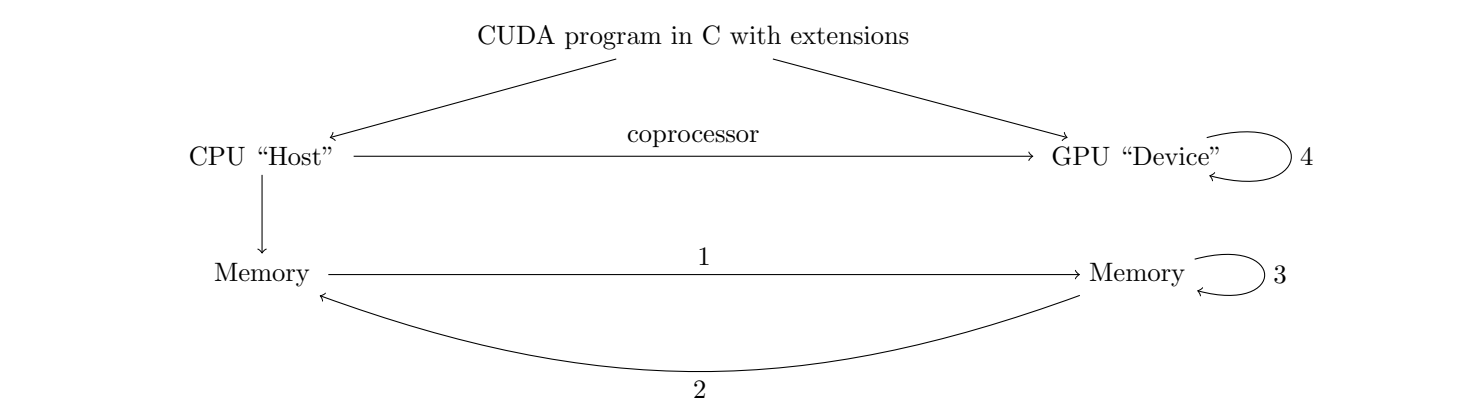 CUDA program in C with extensions
coprocessor
CPU “Host”
GPU “Device”
4
1
Memory
Memory
3
2